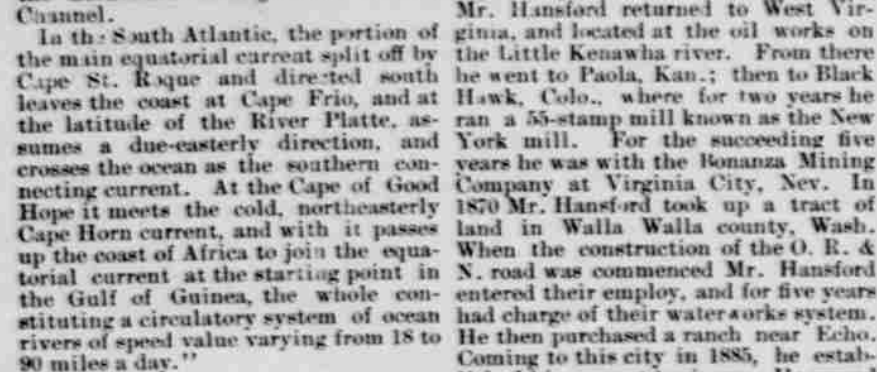 Channel.
In the South Atlantic, the portion of
the main equatorial current split off by
Cape St. Roque and directed south
leaves the coast at Cape Frio, and at
the latitude of the River Platte, as-
sumes a due-easterly direction, and
crosses the ocean as the southern con-
necting current. At the Cape of Good
Hope it meets the cold, northeasterly
Cape Horn current, and with it passes
up the coast of Africa to join the equa-
torial current at the starting point in
the Gulf of Guinea, the whole con-
stituting a circulatory system of ocean
rivers of speed value varying from 18 to
90 miles a day."
Mr. Hansford returned to West Vir-
ginia, and located at the oil works on
the Little Kenawha river. From there
he went to Paola, Kan.; then to Black
Hawk, Colo., where for two years he
ran a 55-stamp mill known as the New
York mill. For the succeeding five
years he was with the Bonanza Mining
Company at Virginia City, Nev. In
1870 Mr. Hansford took up a tract of
land in Walla Walla county, Wash.
When the construction of the O. R. &
N. road was commenced Mr. Hansford
entered their employ, and for five years
had charge of their waterworks system.
He then purchased a ranch near Echo.
Coming to this city in 1885, he estab-